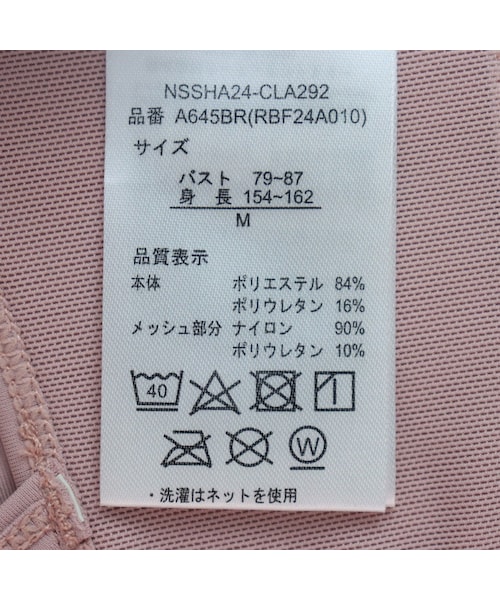 NSSHA24-CLA292
品番 A645BR(RBF24A010)
サイズ
バスト 79~87
身 長 154~162
M
品質表示
本体 ポリエステル 84%
ポリウレタン 16%
メッシュ部分 ナイロン 90%
ポリウレタン 10%
40
W
・洗濯はネットを使用